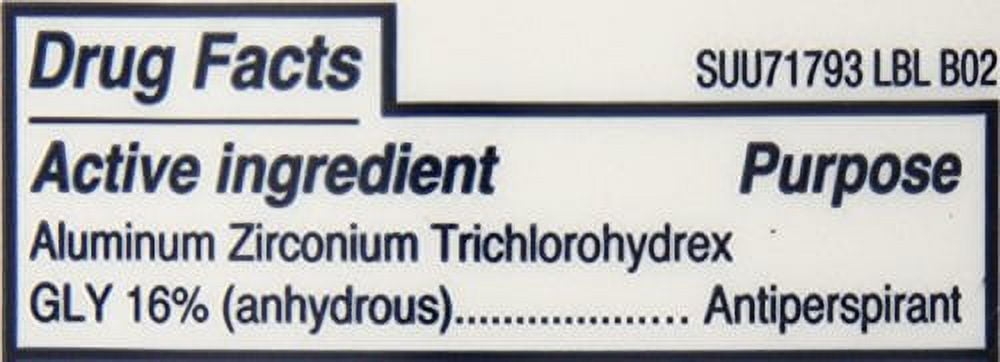 Drug Facts
SUU71793 LBL B02
Active ingredient Purpose
Aluminum Zirconium Trichlorohydrex
GLY 16% (anhydrous)...................... Antiperspirant